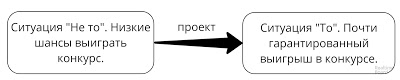 Ситуация "Не то". Низкие
шансы выиграть
конкурс.
проект
Ситуация "То". Почти
гарантированный
выигрыш в конкурсе.